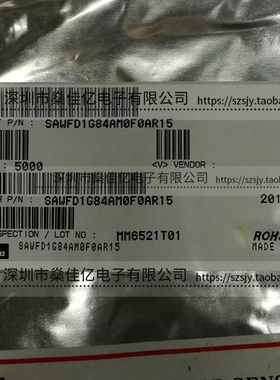 深圳市燊佳亿电子有限公司 https://szsjy.taobao
P/N : SAWFD1G84AM0F0AR15
: 5000 <V> VENDOR :
P/N : SAWFD1G84AM0F0AR15 201
INSPECTION / LOT NO : MM6521T01 ROHS
SAWFD1G84AM0F0AR15 MADE
深圳市燊佳亿电子有限公司 https://szsjy.taobao